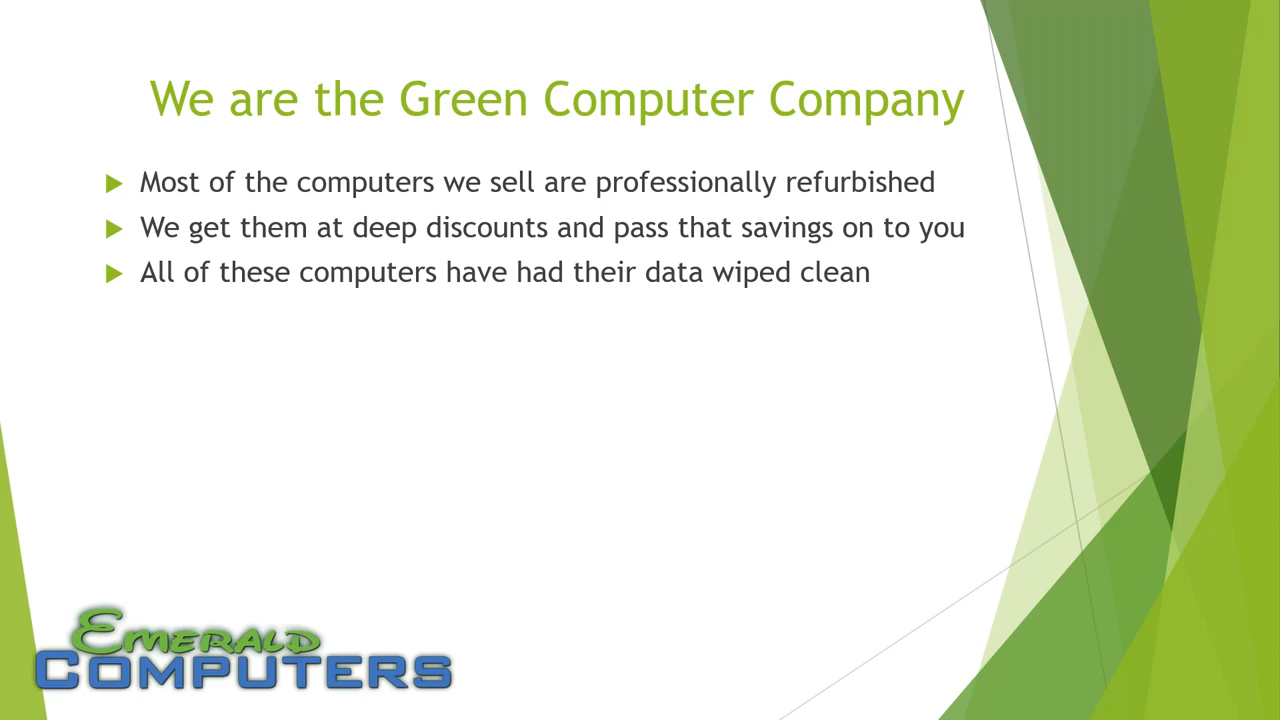 We are the Green Computer Company
Most of the computers we sell are professionally refurbished
We get them at deep discounts and pass that savings on to you
All of these computers have had their data wiped clean
Emerald
Computers